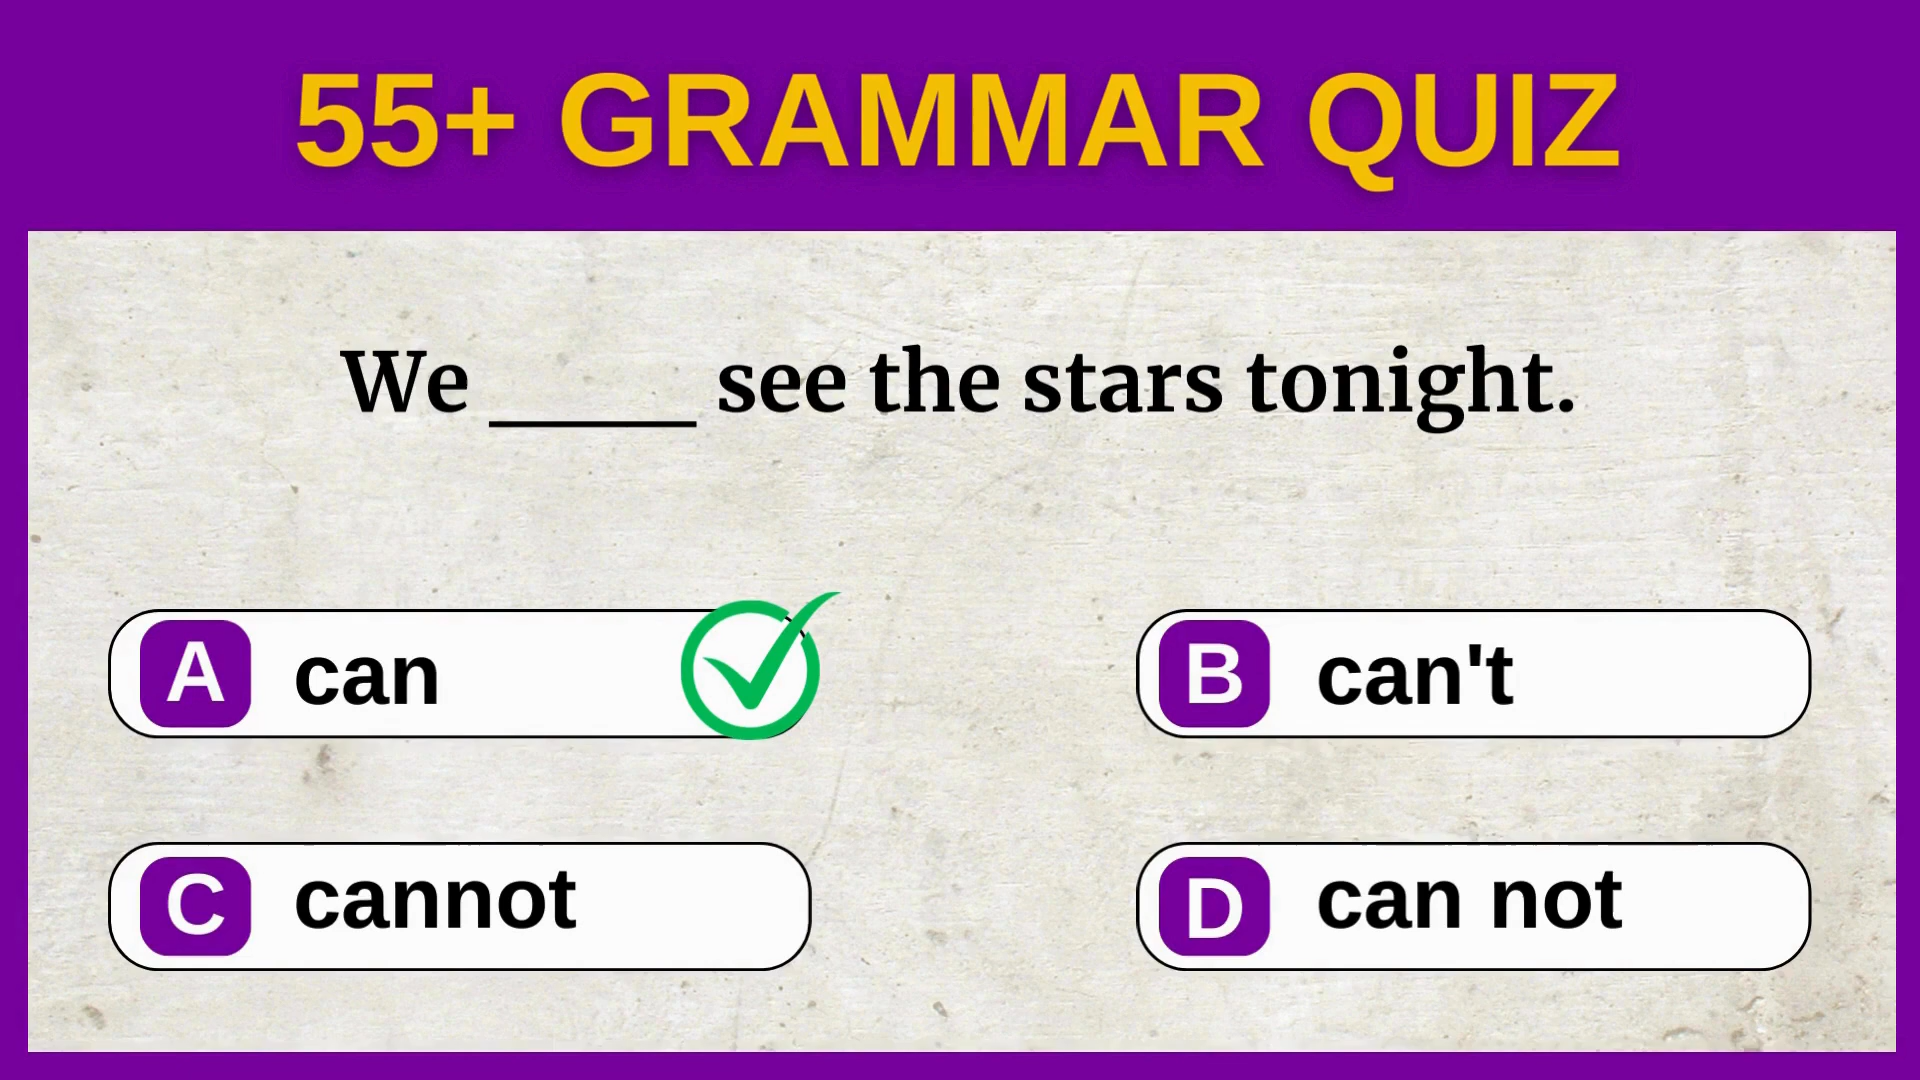 55+ GRAMMAR QUIZ
We _____ see the stars tonight.
A can
B can't
C cannot
D can not